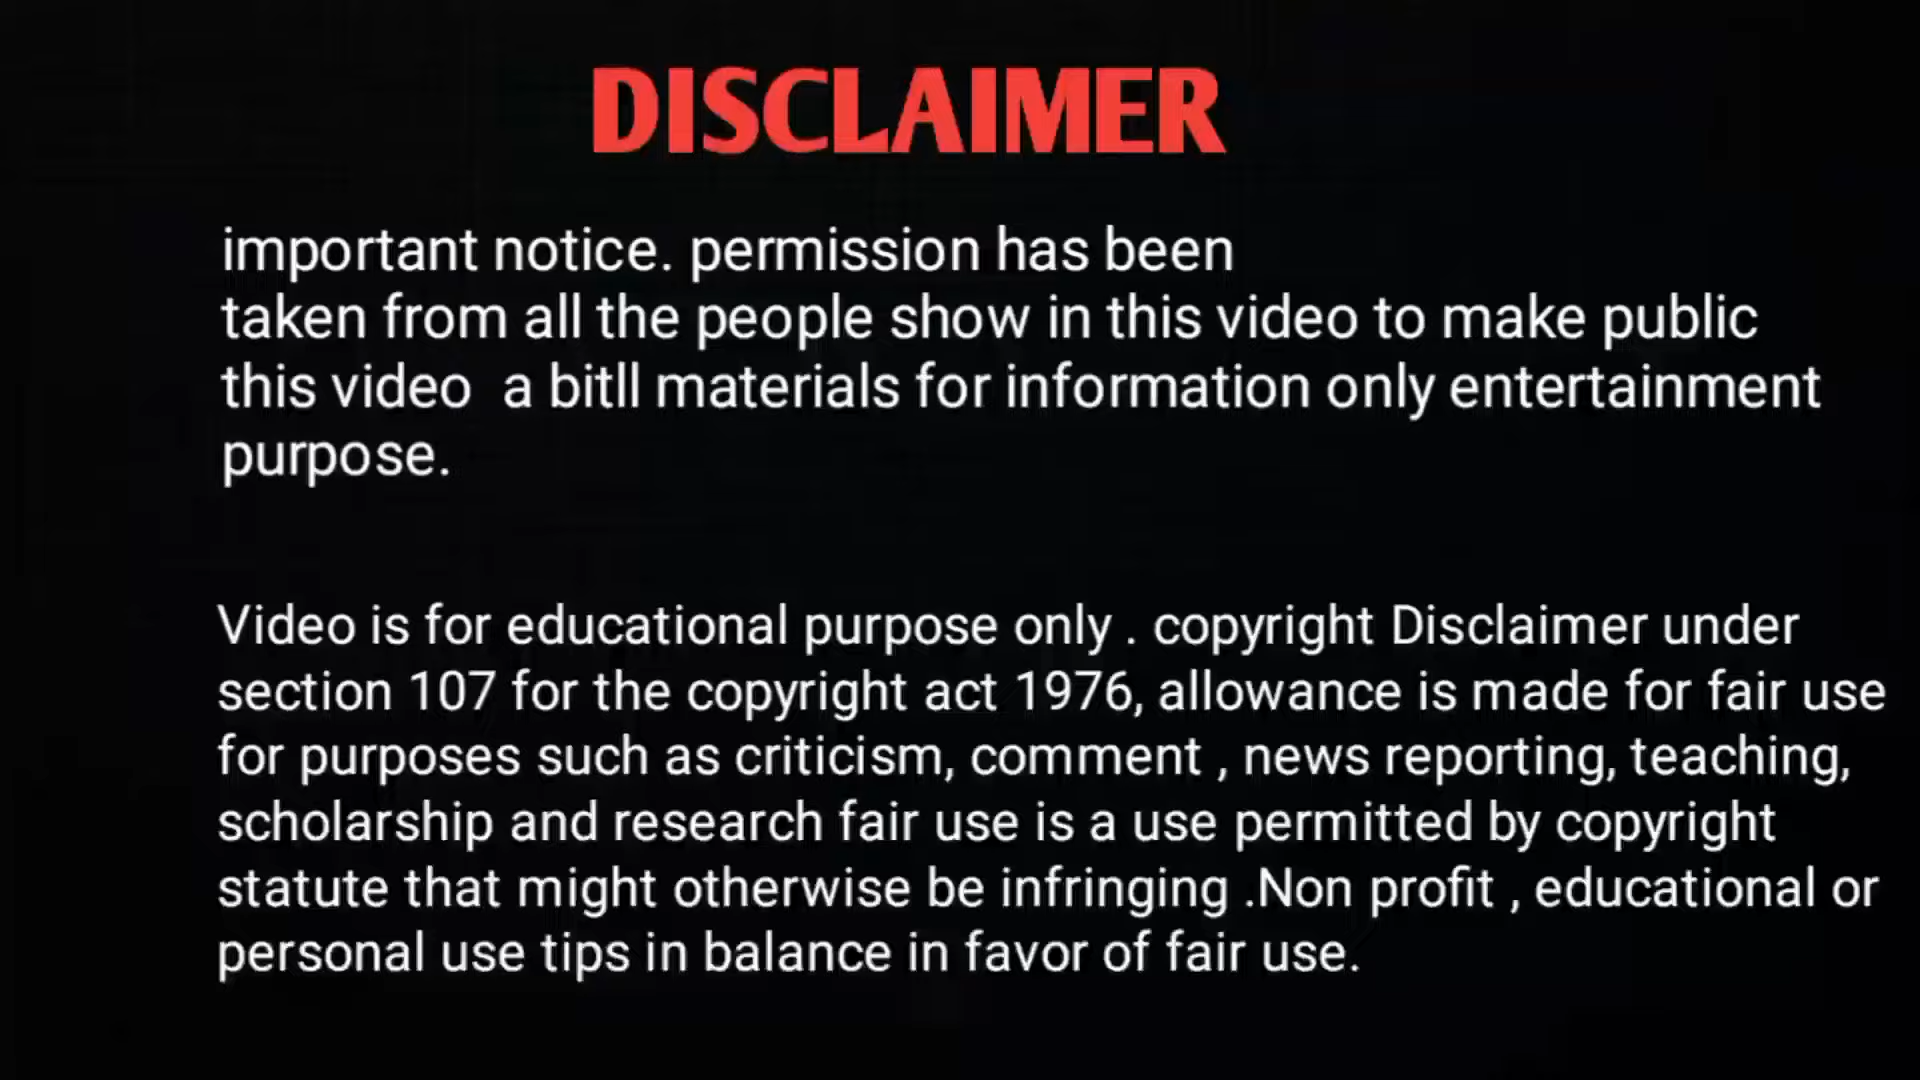 DISCLAIMER
important notice. permission has been
taken from all the people show in this video to make public
this video a bitll materials for information only entertainment
purpose.
Video is for educational purpose only . copyright Disclaimer under
section 107 for the copyright act 1976, allowance is made for fair use
for purposes such as criticism, comment , news reporting, teaching,
scholarship and research fair use is a use permitted by copyright
statute that might otherwise be infringing .Non profit , educational or
personal use tips in balance in favor of fair use.